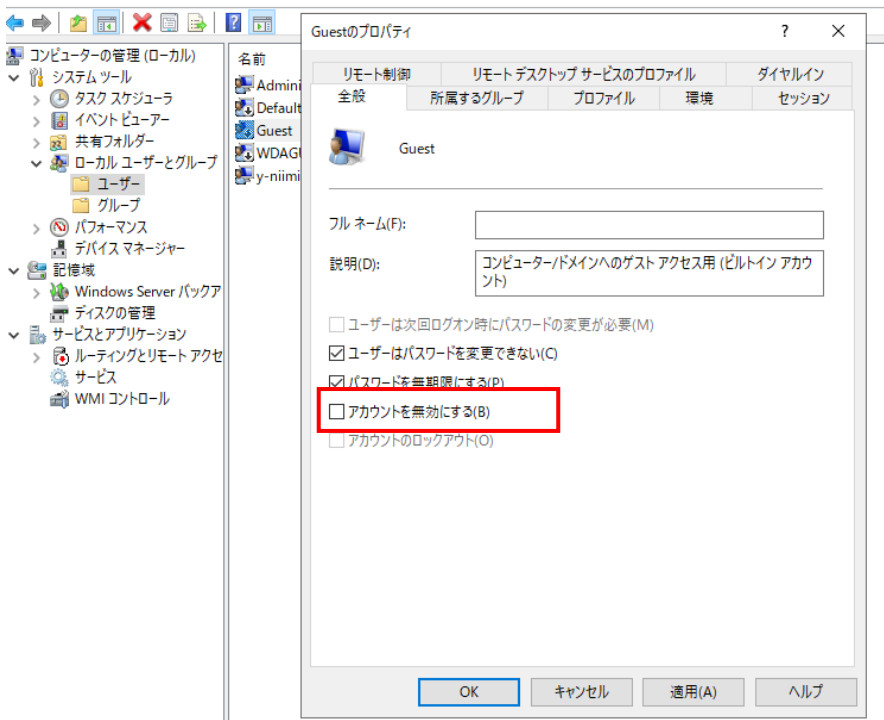 コンピューターの管理 (ローカル)
システム ツール
タスク スケジューラ
イベント ビューアー
共有フォルダー
ローカル ユーザーとグループ
ユーザー
グループ
パフォーマンス
デバイス マネージャー
記憶域
Windows Server バックア
ディスクの管理
サービスとアプリケーション
ルーティングとリモート アクセ
サービス
WMI コントロール
名前
Admini
Default
Guest
WDAGU
y-niimi
Guestのプロパティ
?
リモート制御
リモート デスクトップ サービスのプロファイル
ダイヤルイン
全般
所属するグループ
プロファイル
環境
セッション
Guest
フル ネーム(F):
説明(D):
コンピューター/ドメインへのゲスト アクセス用 (ビルトイン アカウ
ント)
ユーザーは次回ログオン時にパスワードの変更が必要(M)
ユーザーはパスワードを変更できない(C)
パスワードを無期限にする(P)
アカウントを無効にする(B)
アカウントのロックアウト(O)
OK
キャンセル
適用(A)
ヘルプ